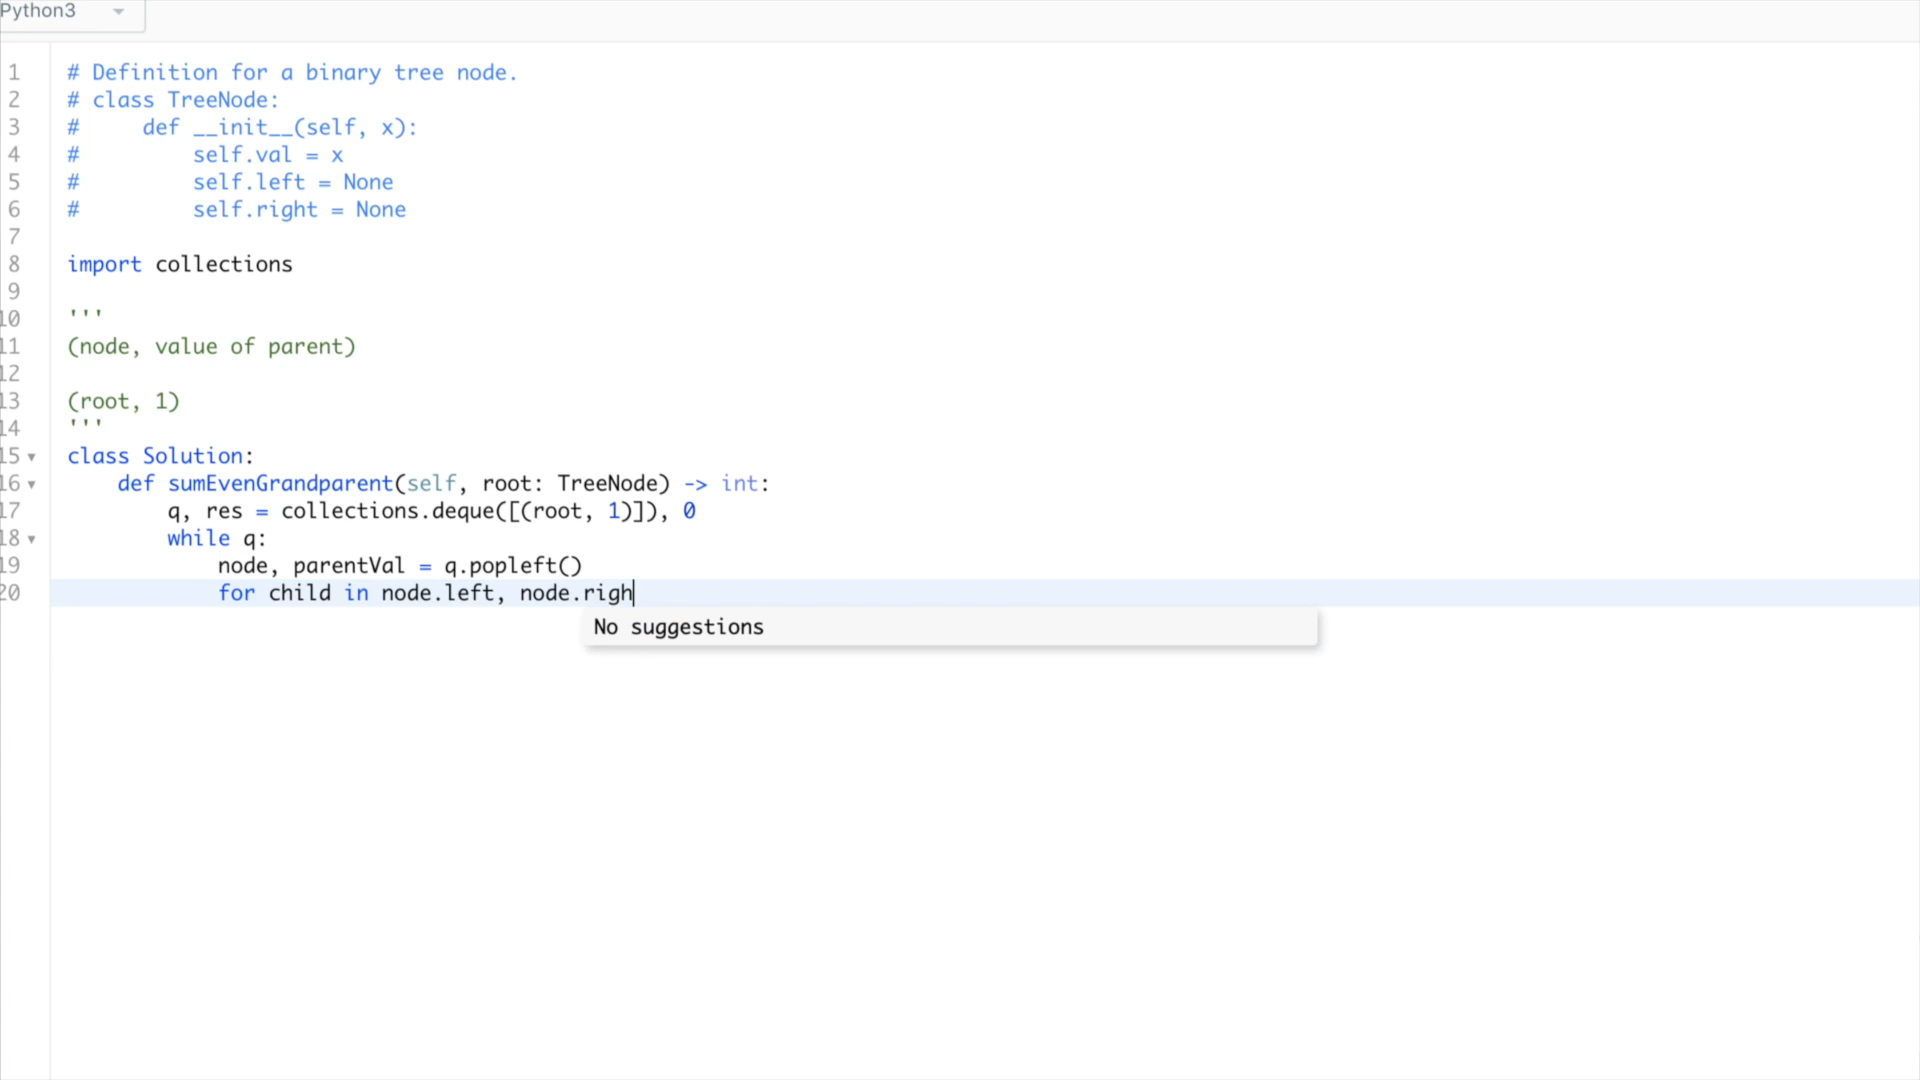 Python3
1 # Definition for a binary tree node.
2 # class TreeNode:
3 #     def __init__(self, x):
4 #         self.val = x
5 #         self.left = None
6 #         self.right = None
7
8 import collections
9
10 '''
11 (node, value of parent)
12
13 (root, 1)
14 '''
15 class Solution:
16     def sumEvenGrandparent(self, root: TreeNode) -> int:
17         q, res = collections.deque([(root, 1)]), 0
18         while q:
19             node, parentVal = q.popleft()
20             for child in node.left, node.righ
No suggestions